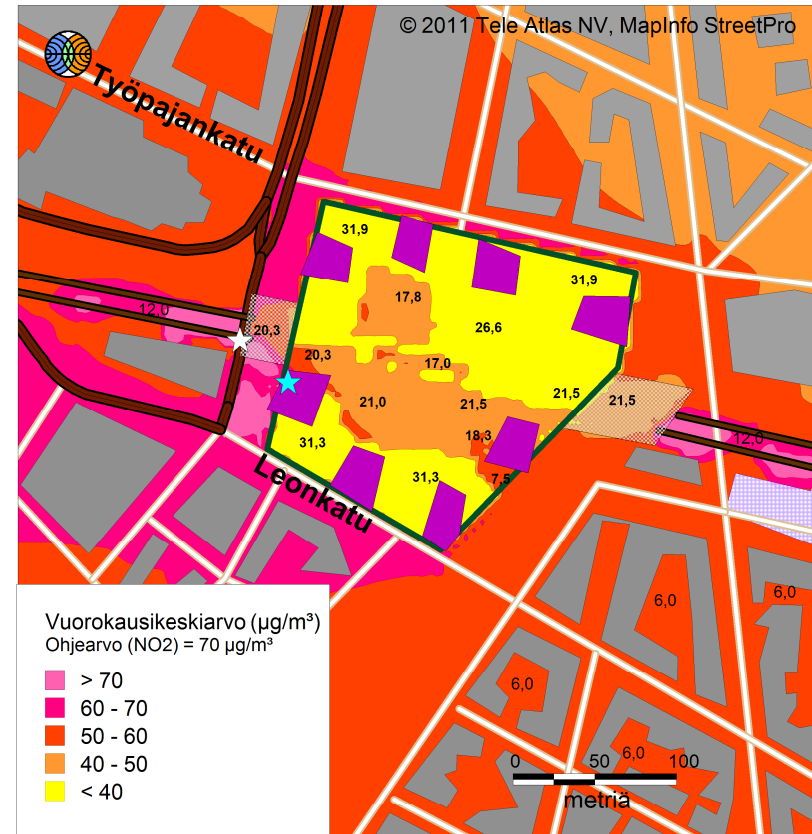 © 2011 Tele Atlas NV, MapInfo StreetPro
Työpajankatu
31,9
31,9
17,8
12,0
20,3
26,6
20,3
17,0
21,0
21,5
21,5
21,5
18,3
12,0
31,3
31,3
7,5
Leonkatu
6,0
6,0
6,0
6,0
Vuorokausikeskiarvo (µg/m³)
Ohjearvo (NO2) = 70 µg/m³
> 70
60 - 70
50 - 60
40 - 50
< 40
0 50 100
metriä